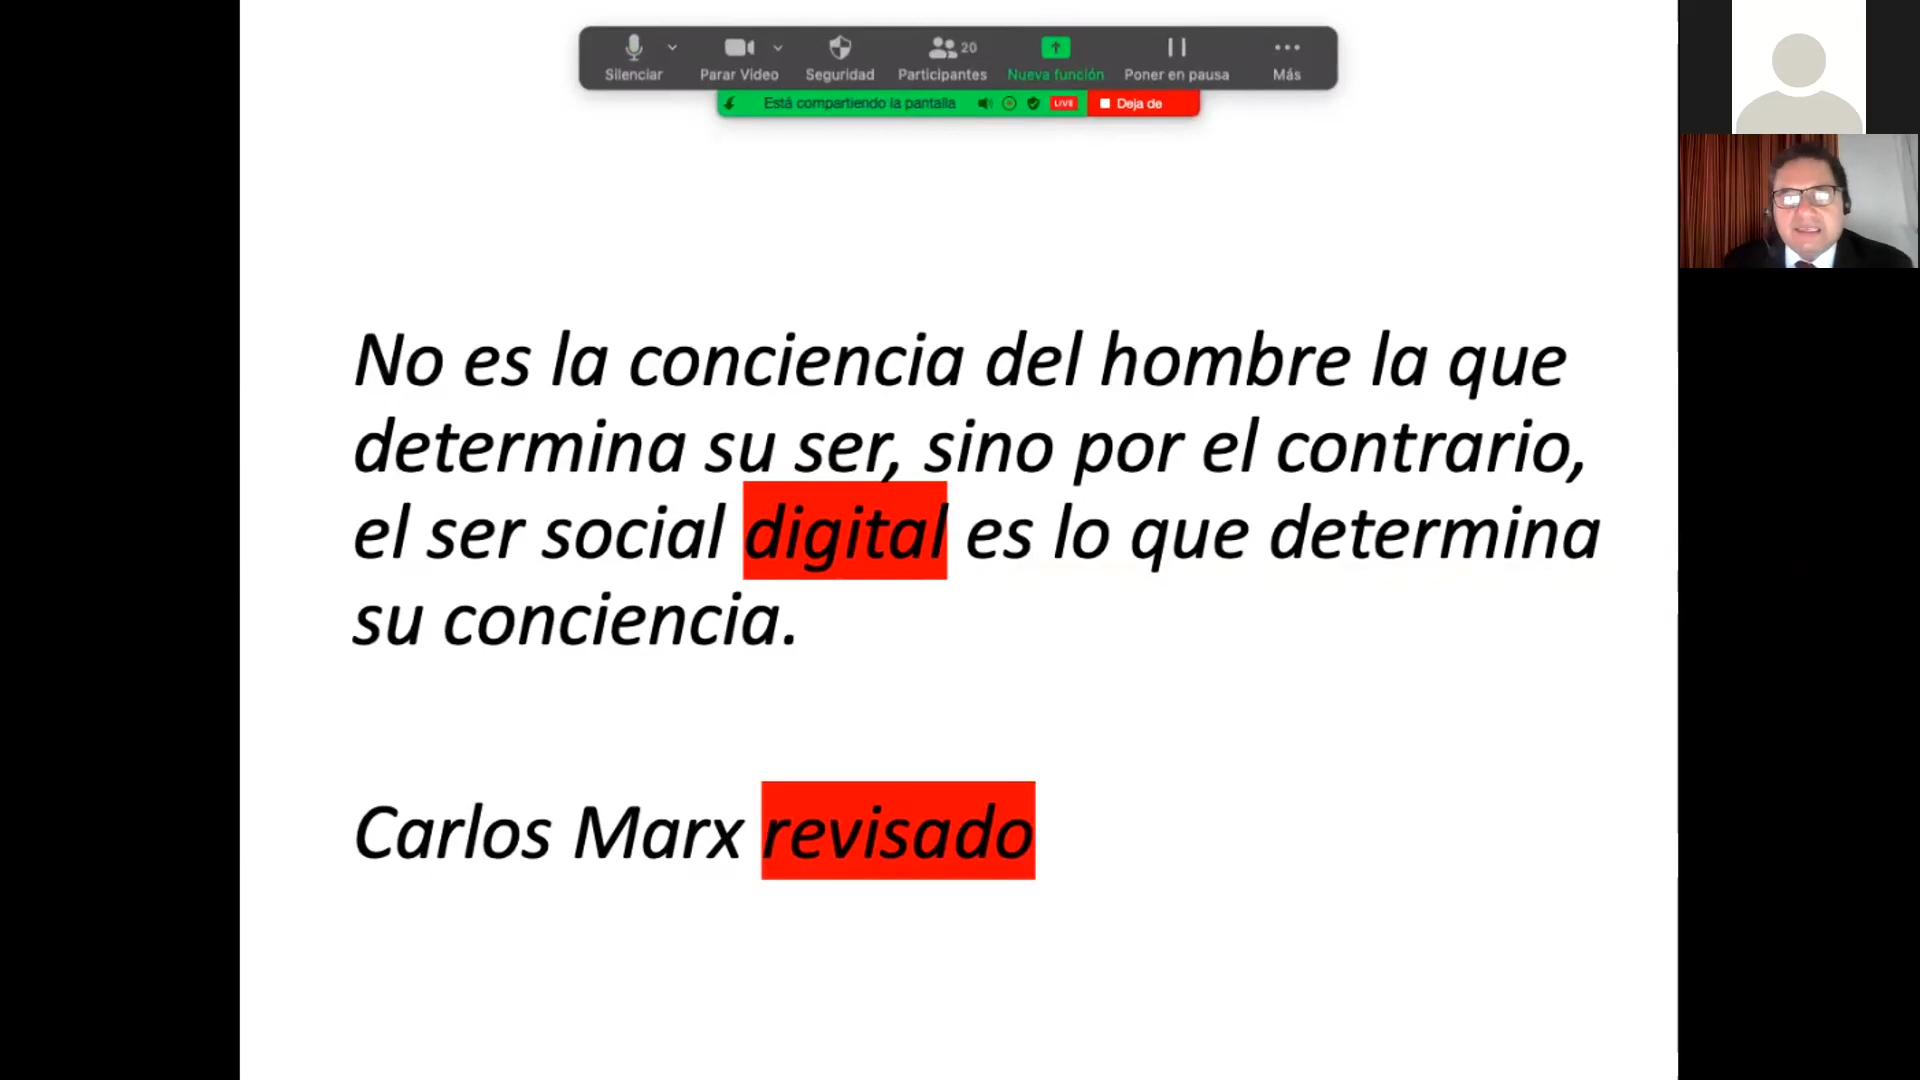 Silenciar
Parar Video
Seguridad
Participantes
20
Nueva función
Poner en pausa
Más
Está compartiendo la pantalla
LIVE
Deja de
No es la conciencia del hombre la que
determina su ser, sino por el contrario,
el ser social digital es lo que determina
su conciencia.
Carlos Marx revisado